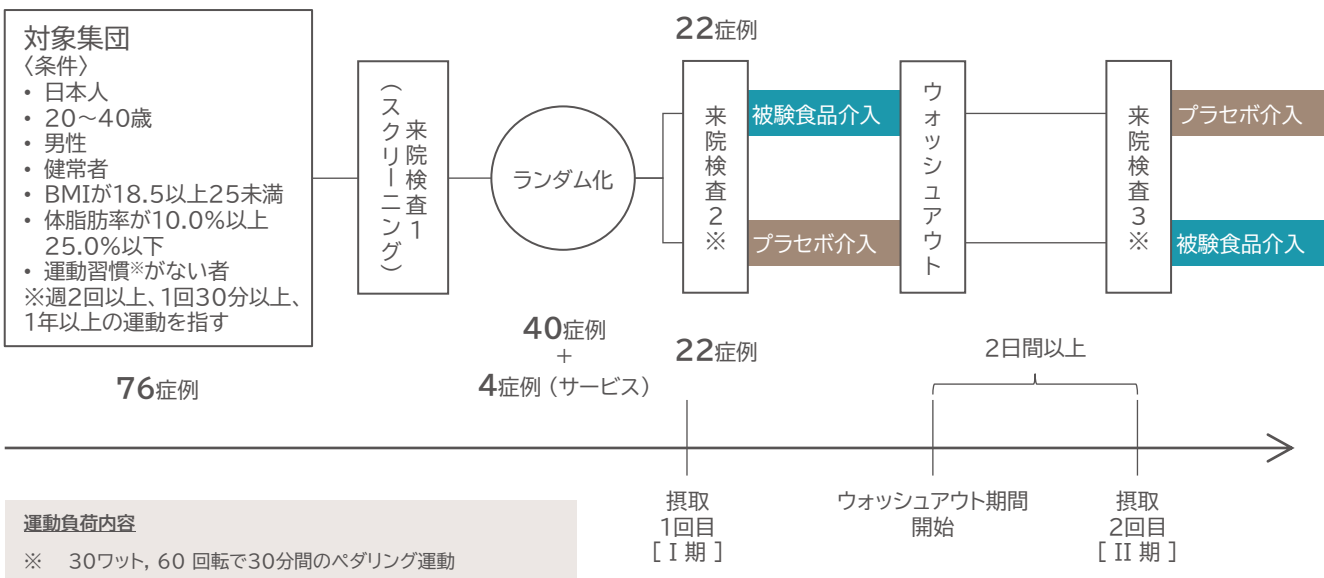 対象集団
〈条件〉
• 日本人
• 20～40歳
• 男性
• 健常者
• BMIが18.5以上25未満
• 体脂肪率が10.0%以上
25.0%以下
• 運動習慣※がない者
※週2回以上、1回30分以上、
1年以上の運動を指す
76症例
来院検査1
（スクリーニング）
ランダム化
40症例
+
4症例（サービス）
22症例
来院検査2※
被験食品介入
プラセボ介入
22症例
ウォッシュアウト
2日間以上
来院検査3※
プラセボ介入
被験食品介入
摂取
1回目
[ I 期 ]
ウォッシュアウト期間
開始
摂取
2回目
[ II 期 ]
運動負荷内容
※ 30ワット, 60 回転で30分間のペダリング運動